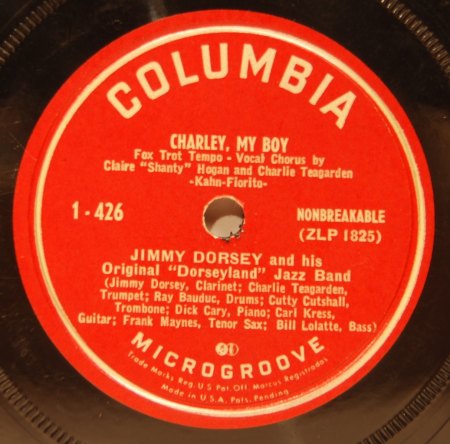 COLUMBIA
CHARLEY, MY BOY
Fox Trot Tempo - Vocal Chorus by
Claire "Shanty" Hogan and Charlie Teagarden
-Kahn-Fiorito-
1-426
NONBREAKABLE
(ZLP 1825)
JIMMY DORSEY and his
Original "Dorseyland" Jazz Band
(Jimmy Dorsey, Clarinet; Charlie Teagarden,
Trumpet; Ray Bauduc, Drums; Cutty Cutshall,
Trombone; Dick Cary, Piano; Carl Kress,
Guitar; Frank Maynes, Tenor Sax; Bill Lolatte, Bass)
MICROGROOVE
Trade Marks Reg. U.S. Pat. Off. Marcas Registradas
Made in U.S.A. Pats. Pending